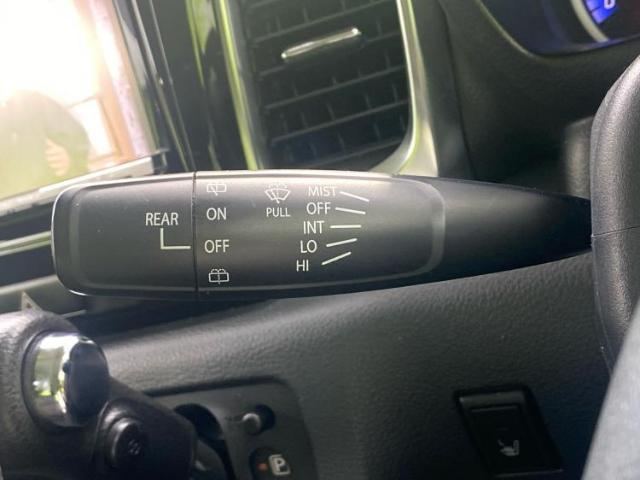 MIST
ON
PULL
OFF
REAR
INT
OFF
LO
HI
P